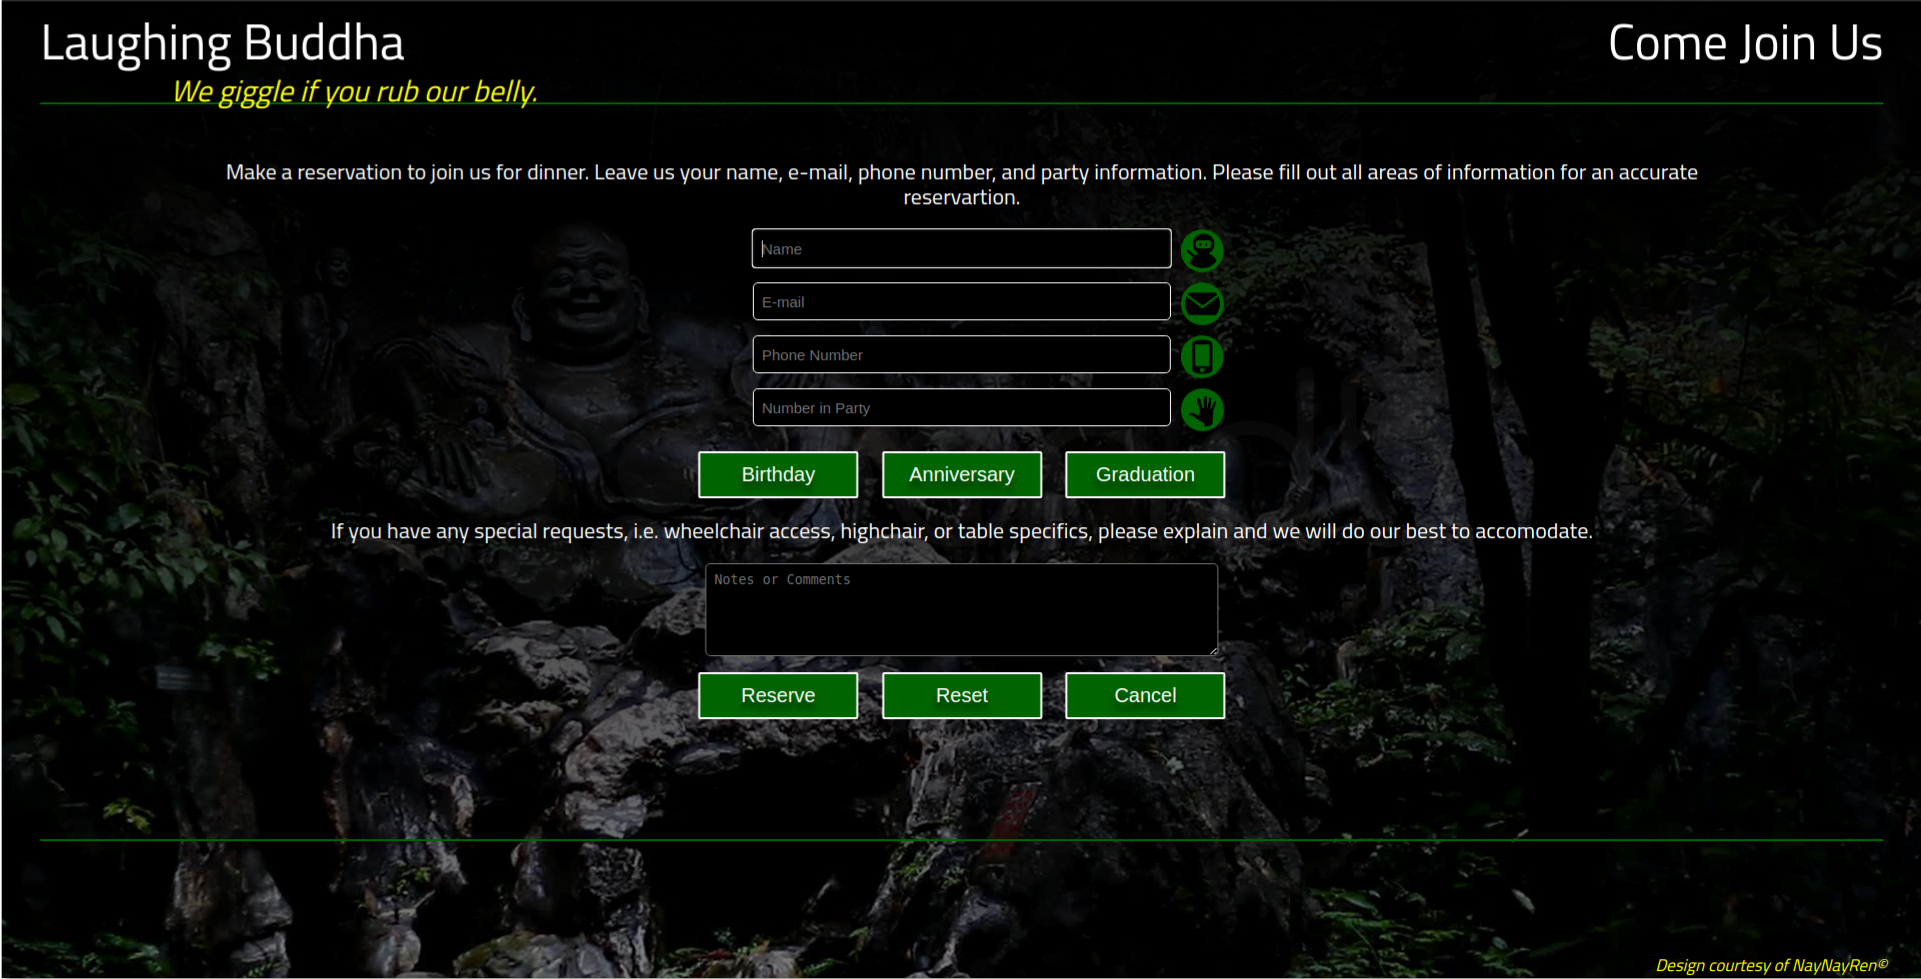 Laughing Buddha
Come Join Us
We giggle if you rub our belly.
Make a reservation to join us for dinner. Leave us your name, e-mail, phone number, and party information. Please fill out all areas of information for an accurate
reservartion.
Name
E-mail
Phone Number
Number in Party
Birthday Anniversary Graduation
If you have any special requests, i.e. wheelchair access, highchair, or table specifics, please explain and we will do our best to accomodate.
Notes or Comments
Reserve Reset Cancel
Design courtesy of NayNayRen©